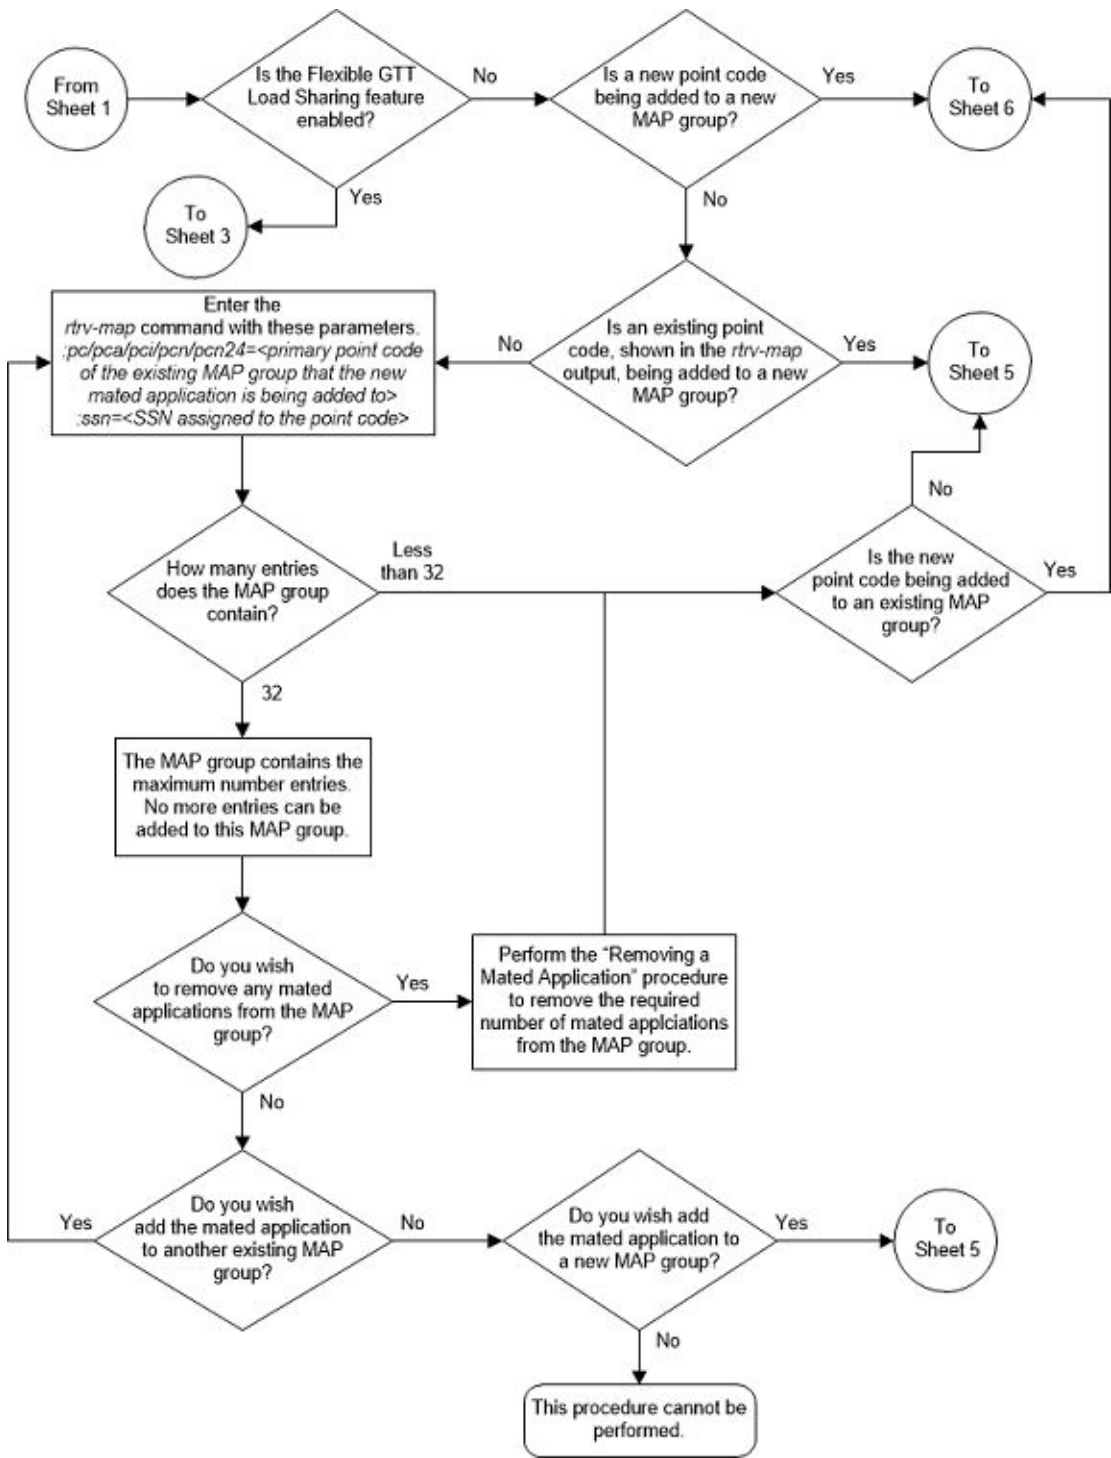 From
Sheet 1
Is the Flexible GTT
Load Sharing feature
enabled?
No
Is a new point code
being added to a new
MAP group?
Yes
To
Sheet 6
Yes
To
Sheet 3
No
Enter the
rtrv-map command with these parameters.
:pc/pca/pci/pcn/pcn24=<primary point code
of the existing MAP group that the new
mated application is being added to>
:ssn=<SSN assigned to the point code>
No
Is an existing point
code, shown in the rtrv-map
output, being added to a new
MAP group?
Yes
To
Sheet 5
No
How many entries
does the MAP group
contain?
Less
than 32
Is the new
point code being added
to an existing MAP
group?
Yes
32
The MAP group contains the
maximum number entries.
No more entries can be
added to this MAP group.
Do you wish
to remove any mated
applications from the MAP
group?
Yes
Perform the “Removing a
Mated Application” procedure
to remove the required
number of mated applciations
from the MAP group.
No
Yes
Do you wish
add the mated application
to another existing MAP
group?
No
Do you wish add
the mated application to
a new MAP group?
Yes
To
Sheet 5
No
This procedure cannot be
performed.